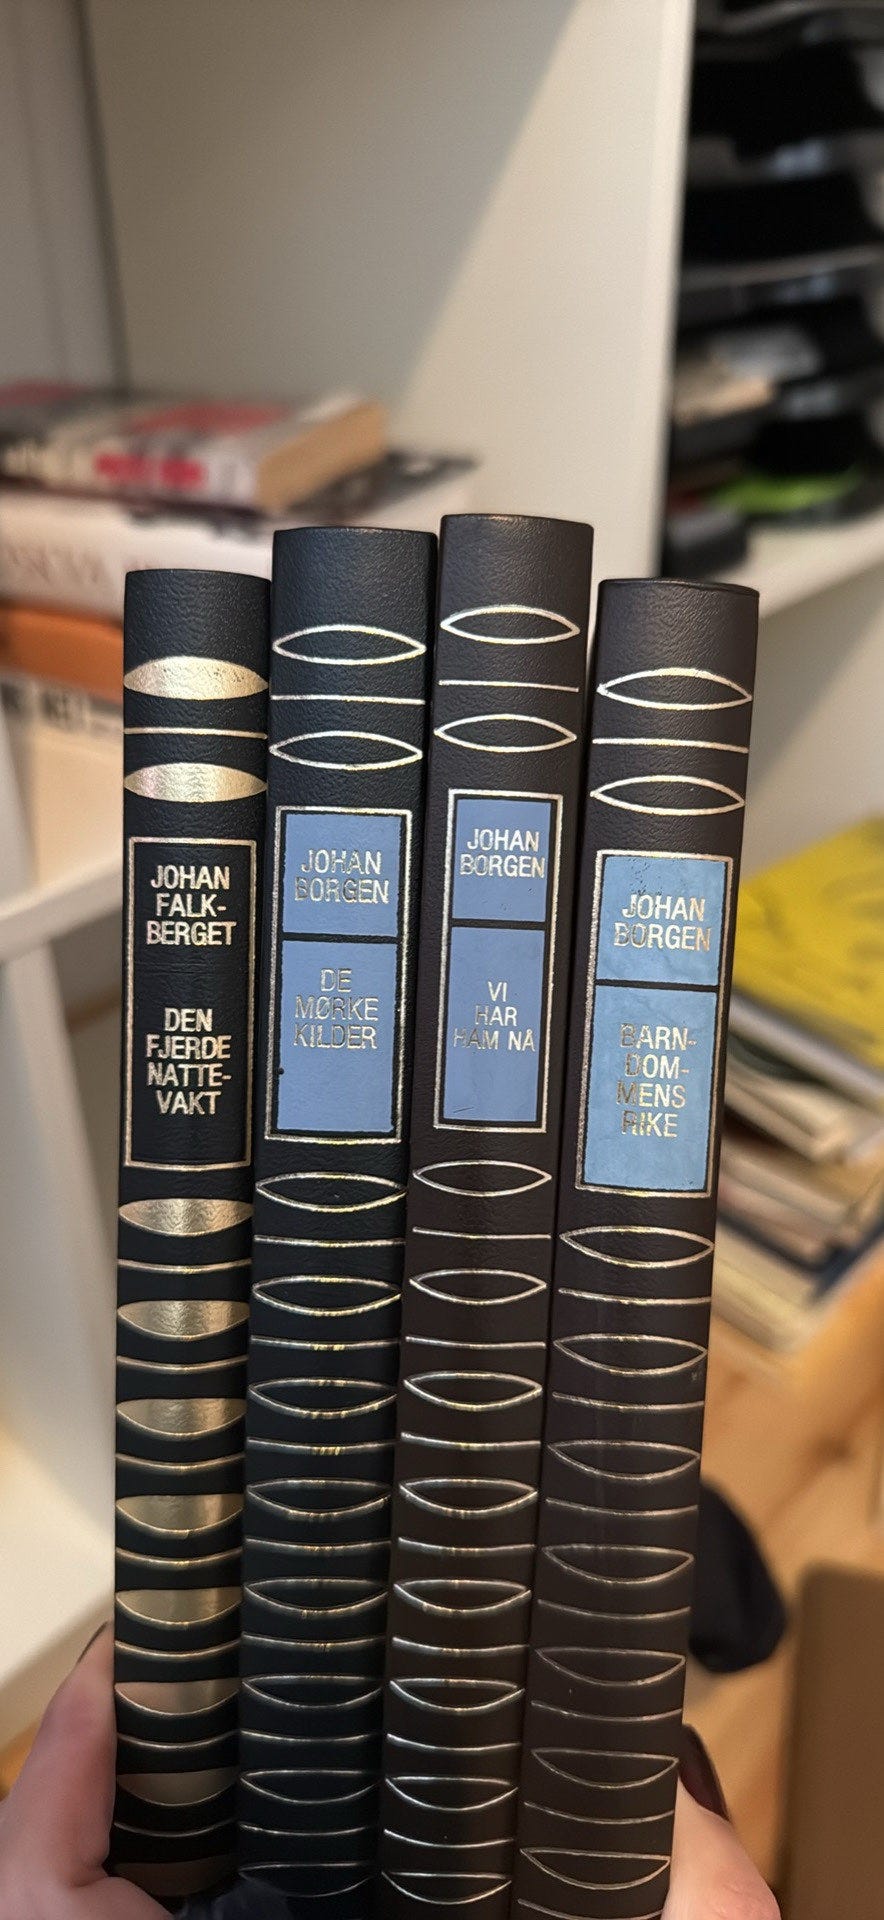 JOHAN
FALK-
BERGET
DEN
FJERDE
NATTE-
VAKT
JOHAN
BORGEN
DE
MØRKE
KILDER
JOHAN
BORGEN
VI
HAR
HAM NÅ
JOHAN
BORGEN
BARN-
DOM-
MENS
RIKE